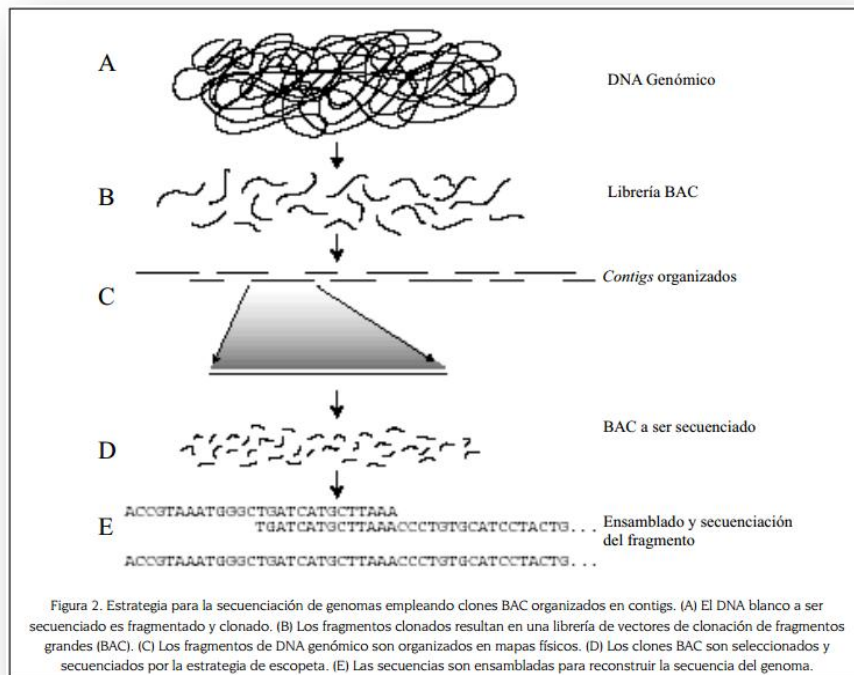 A
DNA Genómico
B
Librería BAC
Contigs organizados
C
BAC a ser secuenciado
D
ACCGTAAATGGGCTGATCATGCTTAAA
E
TGATCATGCTTAAACCCTGTGCATCCTACTG...
Ensamblado y secuenciación
del fragmento
ACCGTAAATGGGCTGATCATGCTTAAACCCTGTGCATCCTACTG...
Figura 2. Estrategia para la secuenciación de genomas empleando clones BAC organizados en contigs. (A) El DNA blanco a ser
secuenciado es fragmentado y clonado. (B) Los fragmentos clonados resultan en una librería de vectores de clonación de fragmentos
grandes (BAC). (C) Los fragmentos de DNA genómico son organizados en mapas físicos. (D) Los clones BAC son seleccionados y
secuenciados por la estrategia de escopeta. (E) Las secuencias son ensambladas para reconstruir la secuencia del genoma.